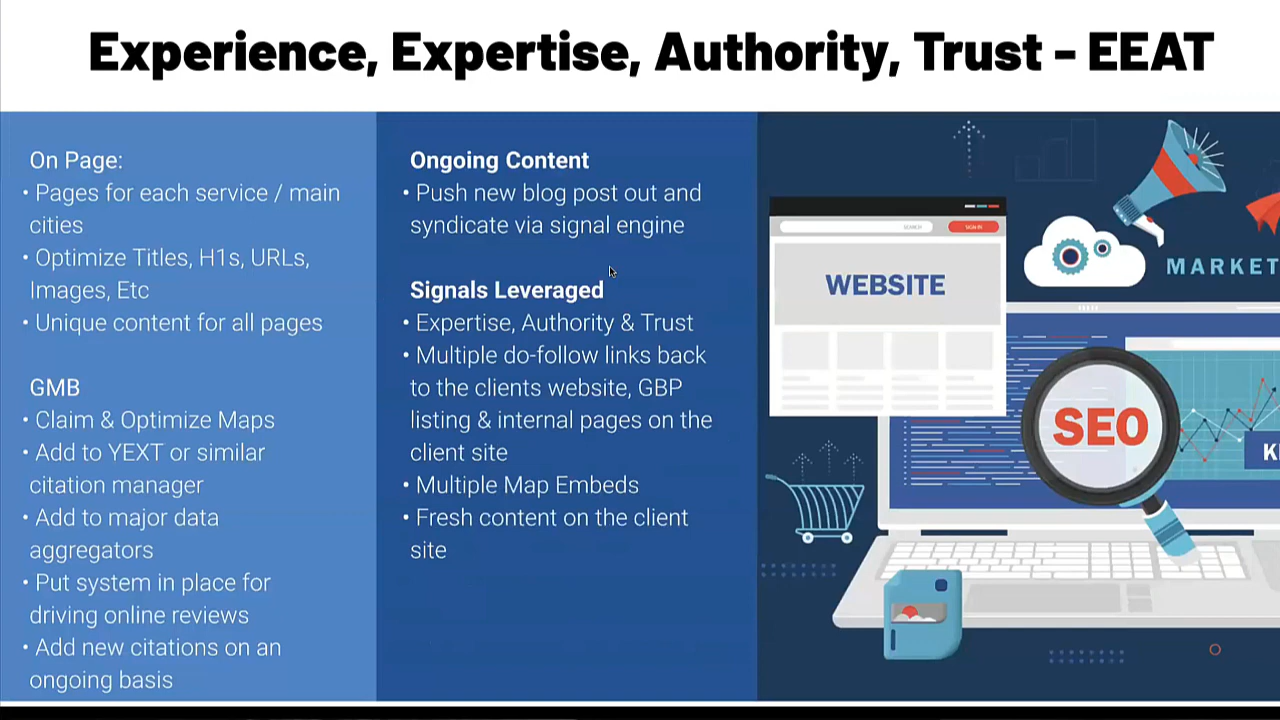 Experience, Expertise, Authority, Trust – EEAT
On Page:
• Pages for each service / main
cities
• Optimize Titles, H1s, URLs,
Images, Etc
• Unique content for all pages
GMB
• Claim & Optimize Maps
• Add to YEXT or similar
citation manager
• Add to major data
aggregators
• Put system in place for
driving online reviews
• Add new citations on an
ongoing basis
Ongoing Content
• Push new blog post out and
syndicate via signal engine
Signals Leveraged
• Expertise, Authority & Trust
• Multiple do-follow links back
to the clients website, GBP
listing & internal pages on the
client site
• Multiple Map Embeds
• Fresh content on the client
site
SEARCH
SIGN IN
WEBSITE
MARKET
SEO